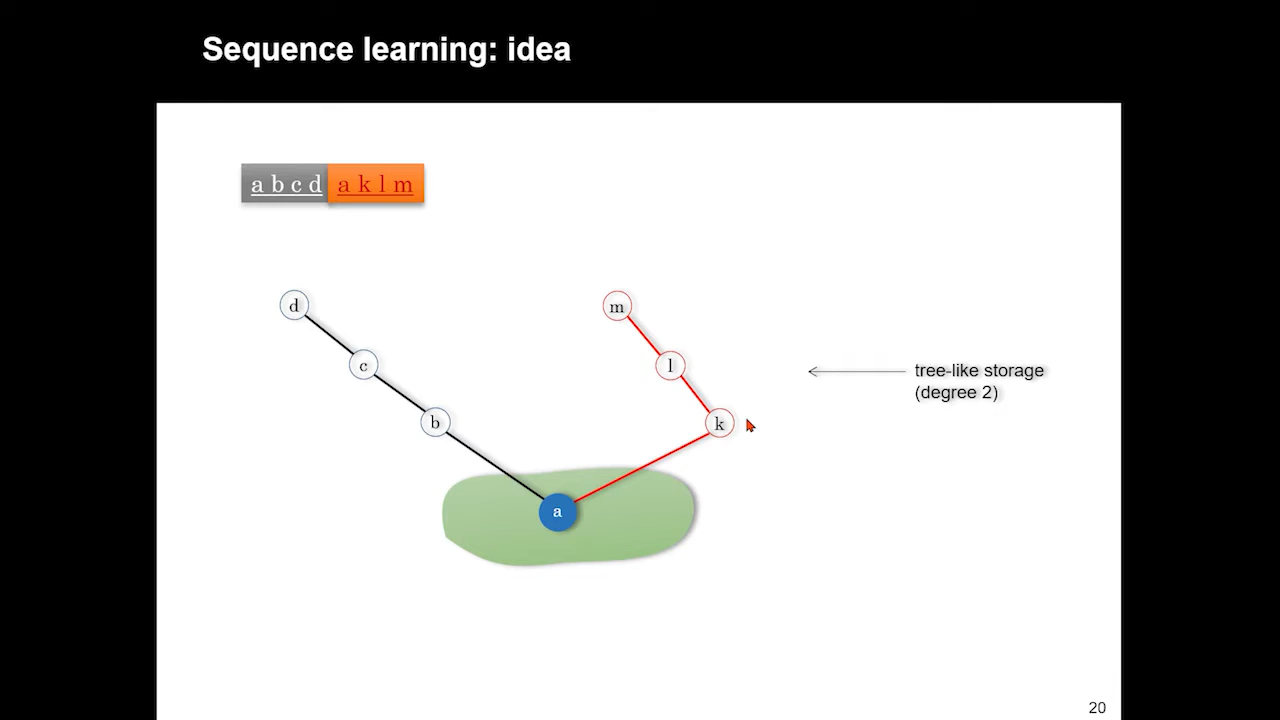 Sequence learning: idea
a b c d a k l m
d
m
c
l
b
k
a
tree-like storage
(degree 2)
20